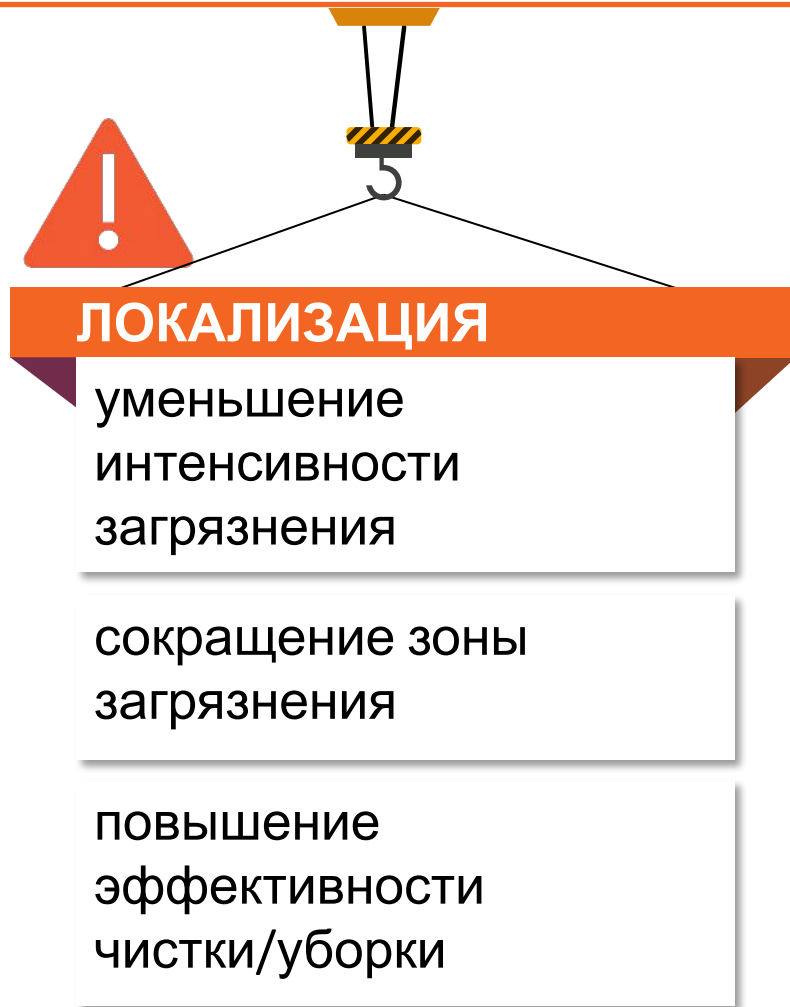 ЛОКАЛИЗАЦИЯ
уменьшение
интенсивности
загрязнения
сокращение зоны
загрязнения
повышение
эффективности
чистки/уборки